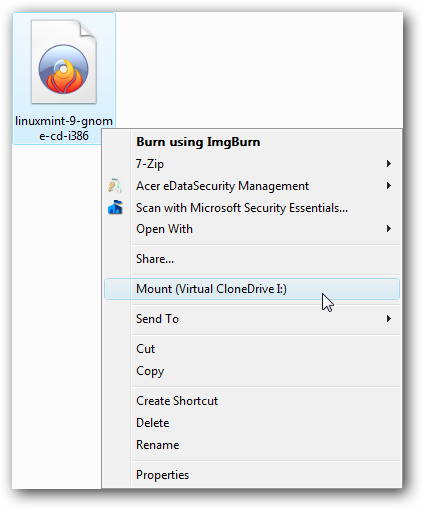 linuxmint-9-gnom
e-cd-i386
Burn using ImgBurn
7-Zip
Acer eDataSecurity Management
Scan with Microsoft Security Essentials...
Open With
Share...
Mount (Virtual CloneDrive I:)
Send To
Cut
Copy
Create Shortcut
Delete
Rename
Properties